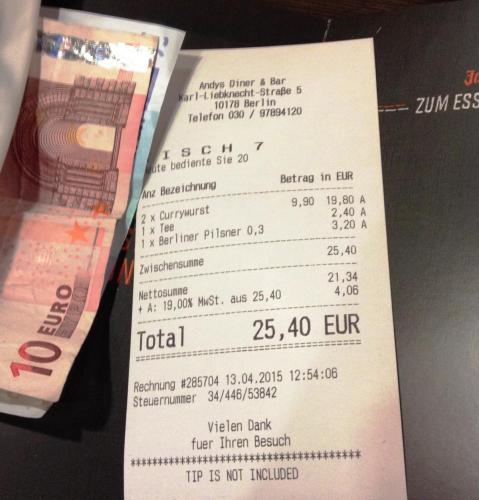 Andys Diner & Bar
Karl-Liebknecht-Straße 5
10178 Berlin
Telefon 030 / 97894120
ISCH 7
eute bediente Sie 20
Anz Bezeichnung Betrag in EUR
2 x Currywurst 9,90 19,80 A
1 x Tee 2,40 A
1 x Berliner Pilsner 0,3 3,20 A
Zwischensumme 25,40
Nettosumme 21,34
+ A: 19,00% MwSt. aus 25,40 4,06
Total 25,40 EUR
Rechnung #285704 13.04.2015 12:54:06
Steuernummer 34/446/53842
Vielen Dank
fuer Ihren Besuch
****************************************
TIP IS NOT INCLUDED
10 EURO
ZUM ESS